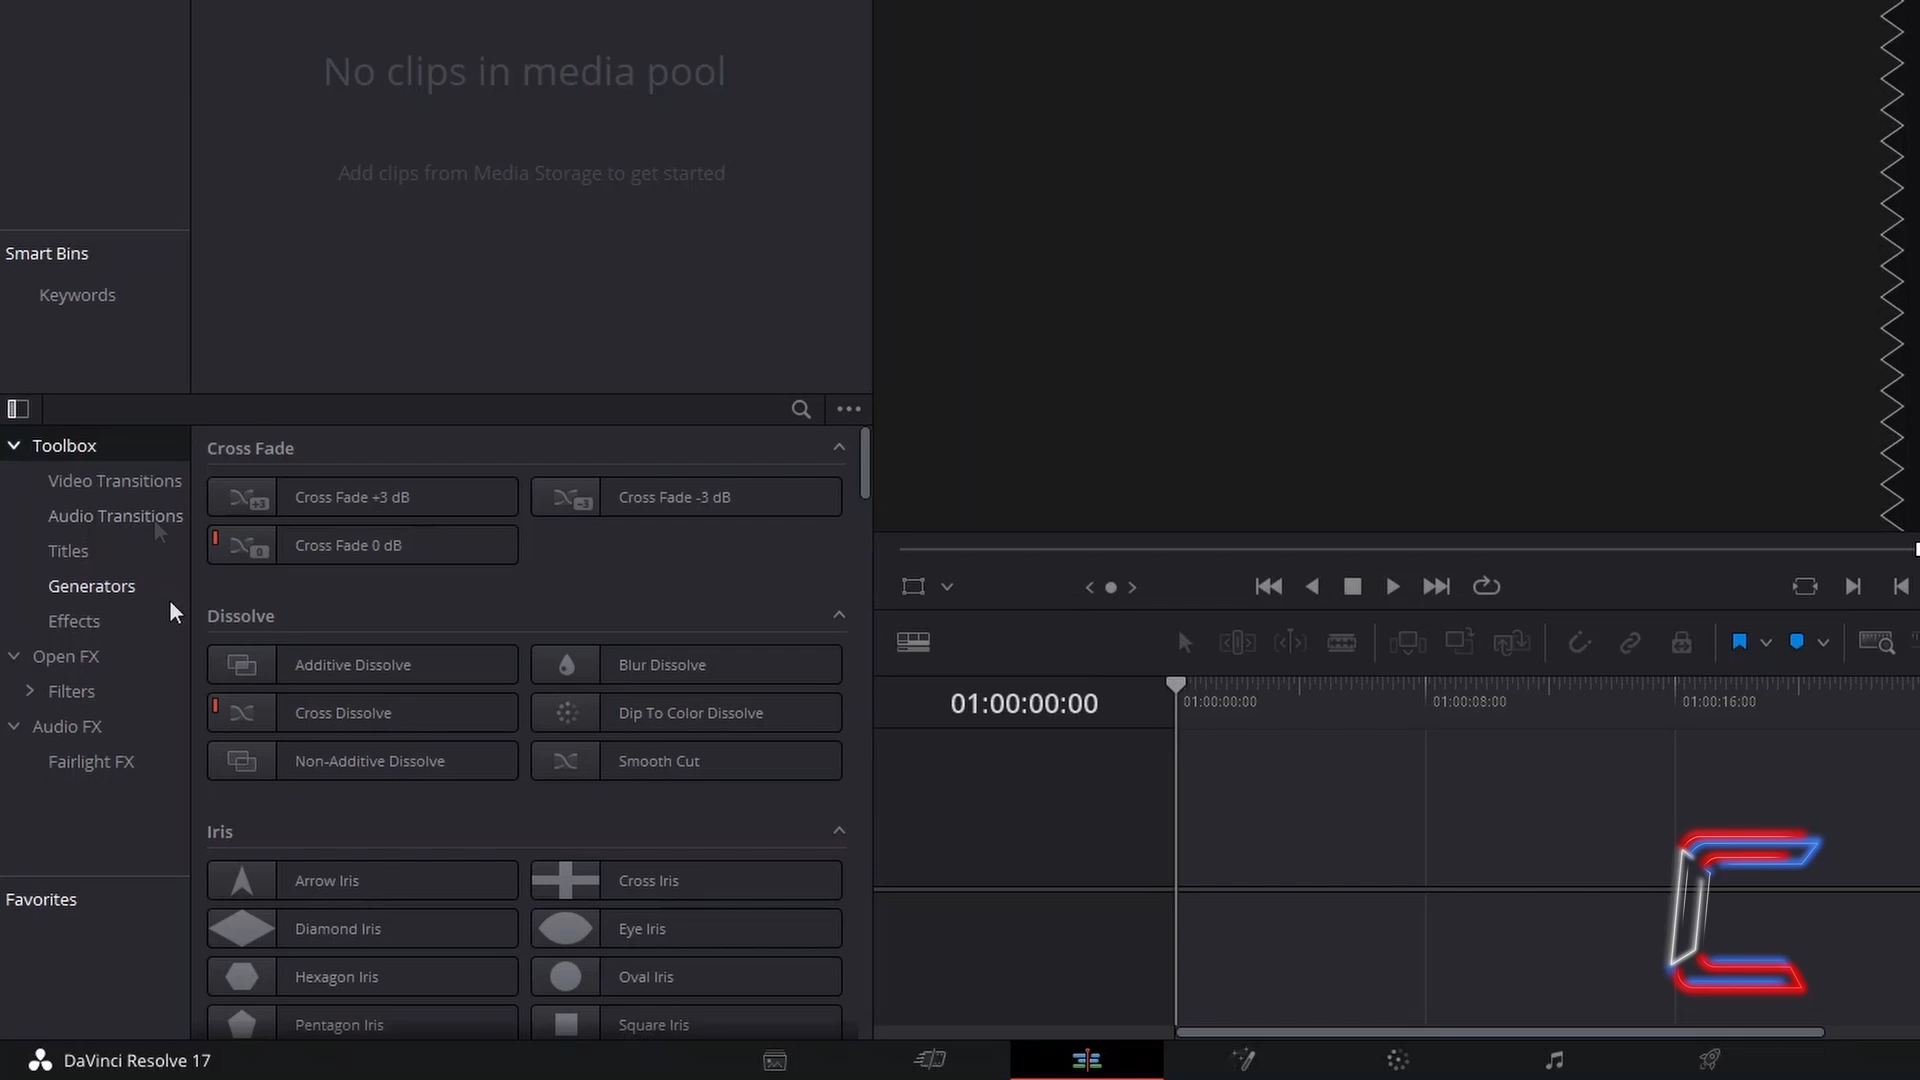 No clips in media pool
Add clips from Media Storage to get started
Smart Bins
Keywords
Toolbox
Video Transitions
Audio Transitions
Titles
Generators
Effects
Open FX
Filters
Audio FX
Fairlight FX
Favorites
Cross Fade
+3 Cross Fade +3 dB
-3 Cross Fade -3 dB
0 Cross Fade 0 dB
Dissolve
Additive Dissolve
Blur Dissolve
Cross Dissolve
Dip To Color Dissolve
Non-Additive Dissolve
Smooth Cut
Iris
Arrow Iris
Cross Iris
Diamond Iris
Eye Iris
Hexagon Iris
Oval Iris
Pentagon Iris
Square Iris
01:00:00:00
01:00:00:00
01:00:08:00
01:00:16:00
C
DaVinci Resolve 17